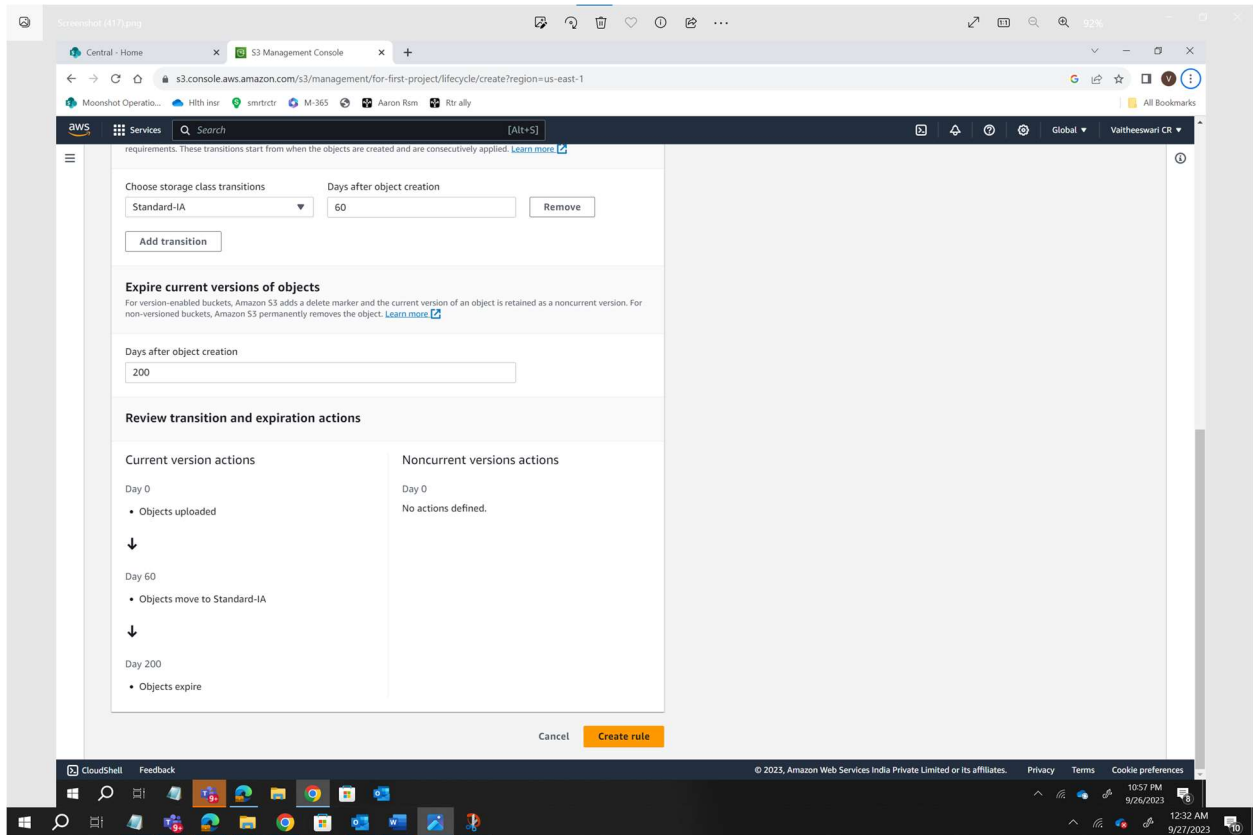 Screenshot (417).png
92%
Central - Home
S3 Management Console
s3.console.aws.amazon.com/s3/management/for-first-project/lifecycle/create?region=us-east-1
G
V
Moonshot Operatio...
Hlth insr
smrtrctr
M-365
Aaron Rsm
Rtr ally
All Bookmarks
aws
Services
Search
[Alt+S]
Global
Vaitheeswari CR
requirements. These transitions start from when the objects are created and are consecutively applied. Learn more
Choose storage class transitions
Days after object creation
Standard-IA
60
Remove
Add transition
Expire current versions of objects
For version-enabled buckets, Amazon S3 adds a delete marker and the current version of an object is retained as a noncurrent version. For
non-versioned buckets, Amazon S3 permanently removes the object. Learn more
Days after object creation
200
Review transition and expiration actions
Current version actions
Day 0
• Objects uploaded
Day 60
• Objects move to Standard-IA
Day 200
• Objects expire
Noncurrent versions actions
Day 0
No actions defined.
Cancel
Create rule
CloudShell
Feedback
© 2023, Amazon Web Services India Private Limited or its affiliates.
Privacy
Terms
Cookie preferences
10:57 PM
9/26/2023
8
12:32 AM
9/27/2023
10